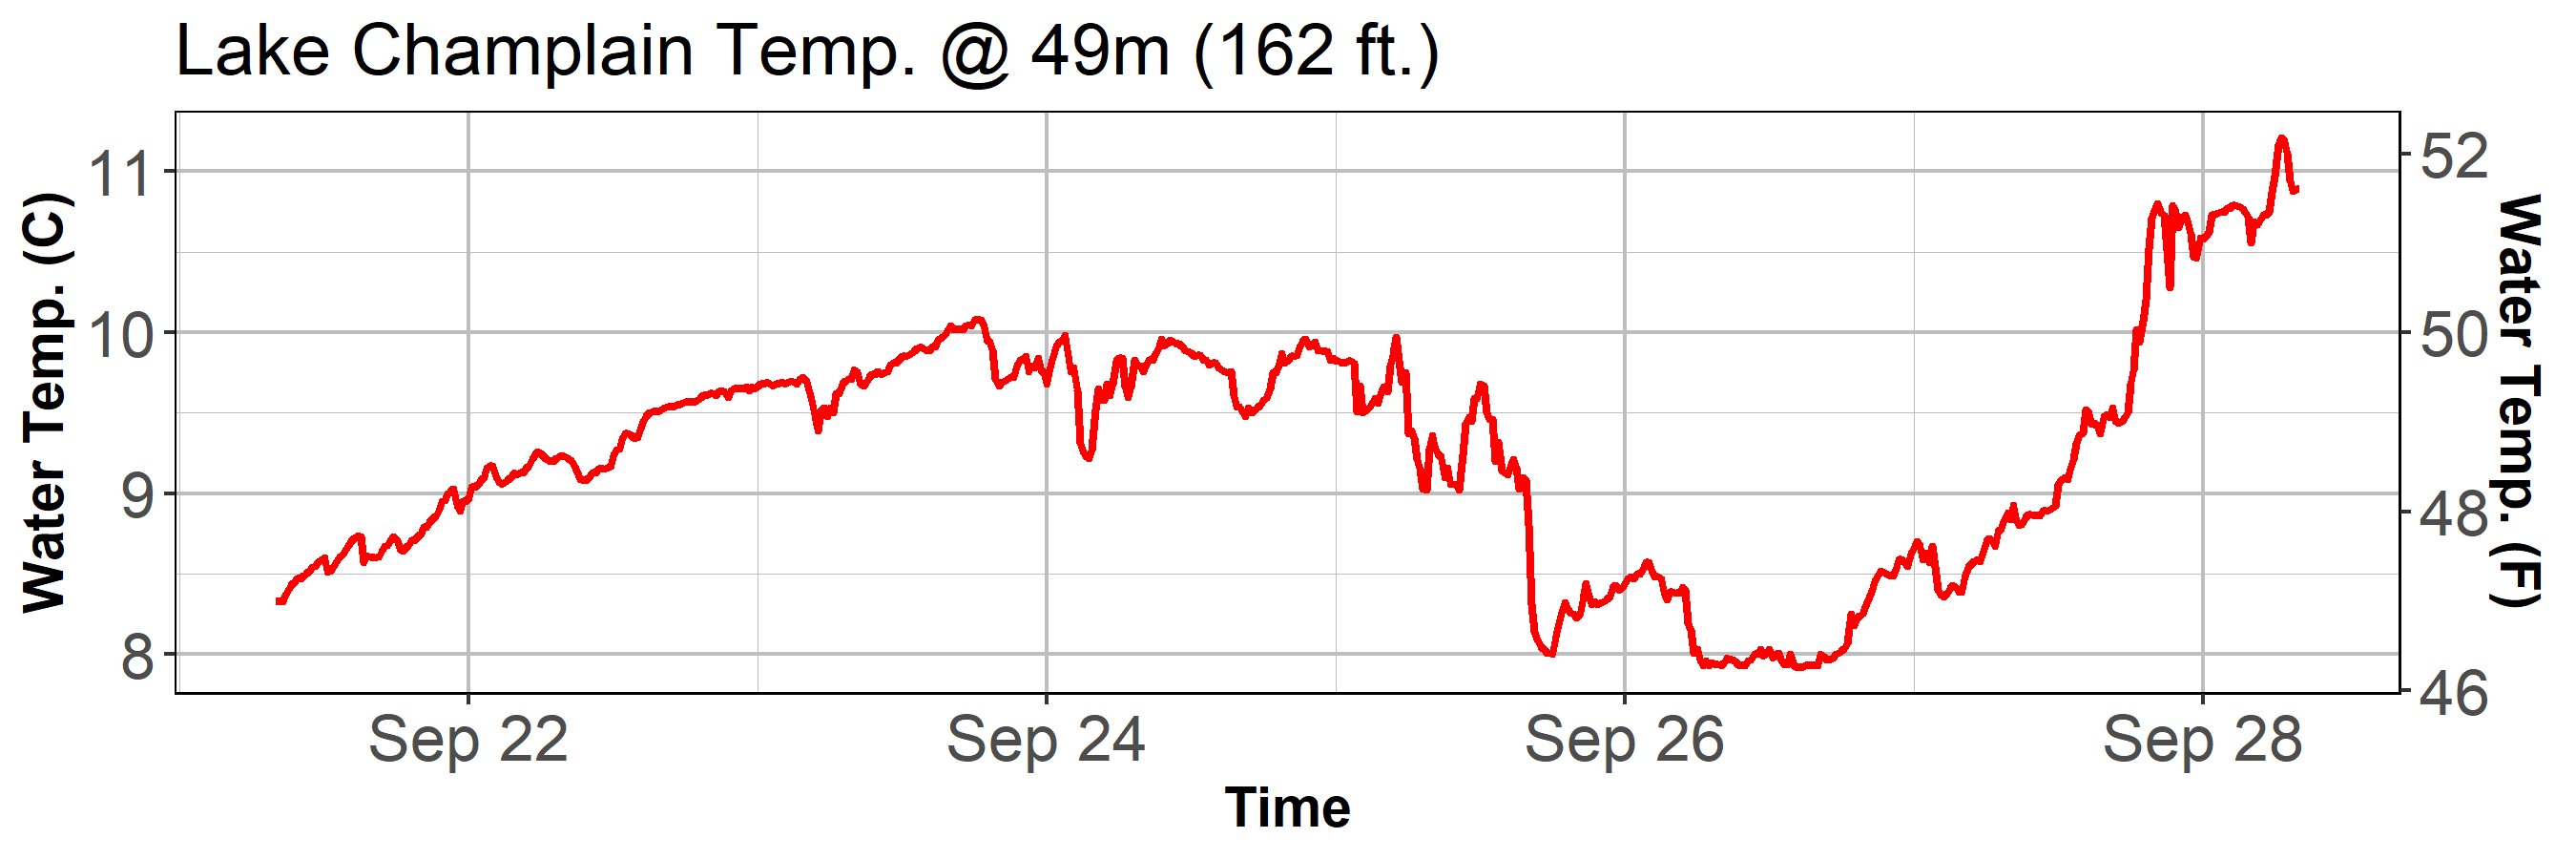 Lake Champlain Temp. @ 49m (162 ft.)
Water Temp. (C)
11
10
9
8
52
50
48
46
Water Temp. (F)
Sep 22
Sep 24
Sep 26
Sep 28
Time